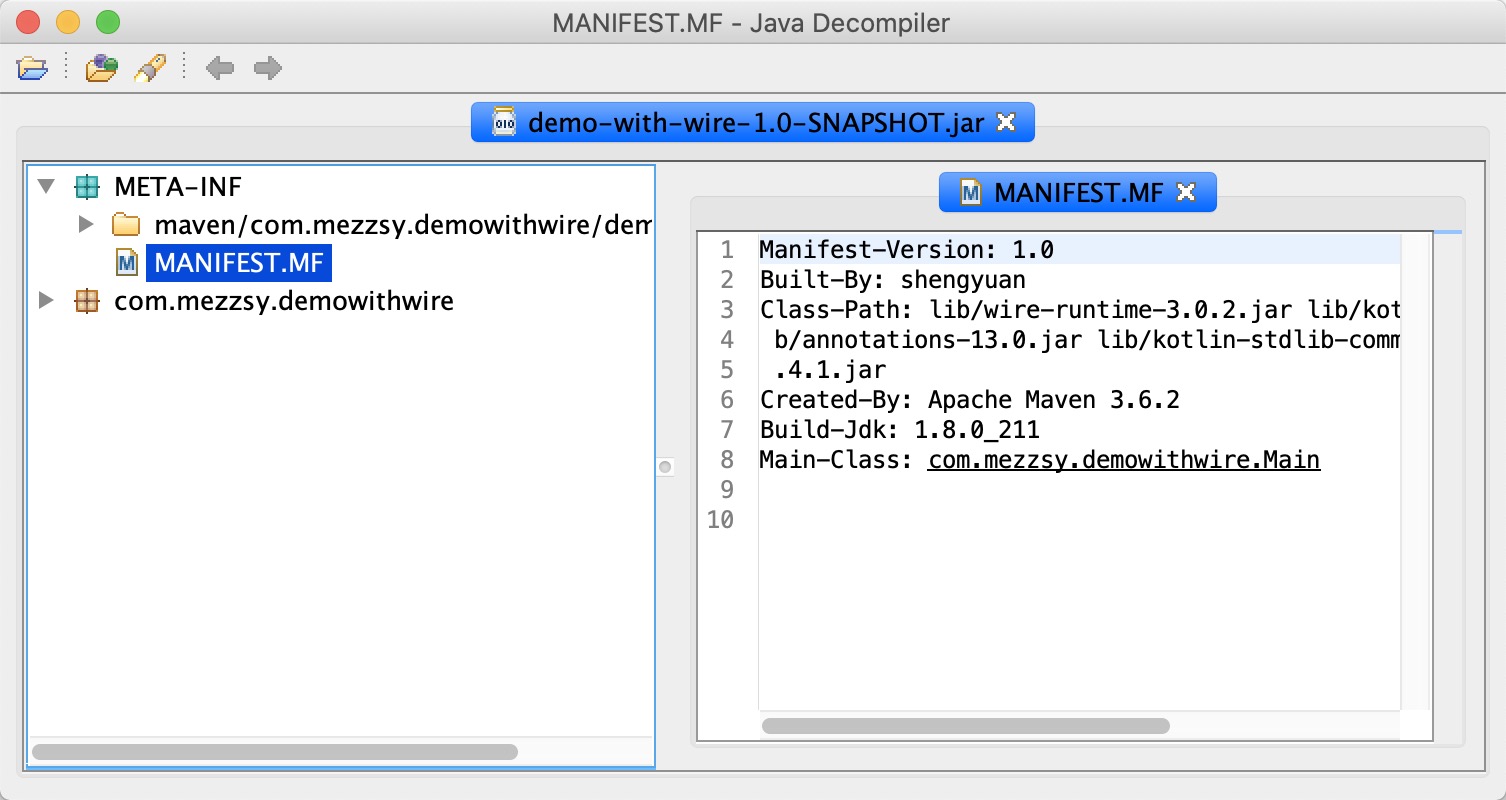 MANIFEST.MF - Java Decompiler
demo-with-wire-1.0-SNAPSHOT.jar
META-INF
maven/com.mezzsy.demowithwire/dem
MANIFEST.MF
com.mezzsy.demowithwire
MANIFEST.MF
1 Manifest-Version: 1.0
2 Built-By: shengyuan
3 Class-Path: lib/wire-runtime-3.0.2.jar lib/kot
4 b/annotations-13.0.jar lib/kotlin-stdlib-comm
5 .4.1.jar
6 Created-By: Apache Maven 3.6.2
7 Build-Jdk: 1.8.0_211
8 Main-Class: com.mezzsy.demowithwire.Main
9
10